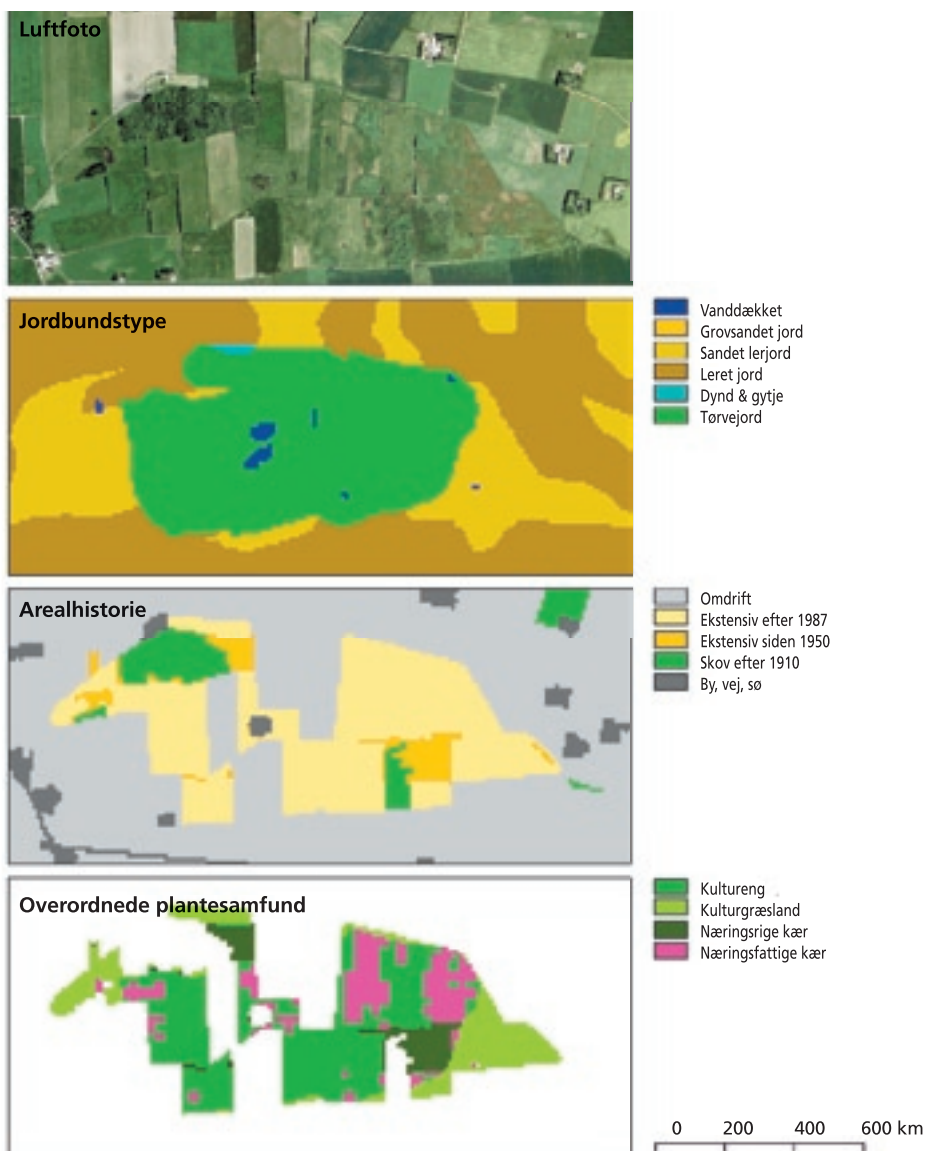 Luftfoto
Jordbundstype
Vanddækket
Grovsandet jord
Sandet lerjord
Leret jord
Dynd & gytje
Tørvejord
Arealhistorie
Omdrift
Ekstensiv efter 1987
Ekstensiv siden 1950
Skov efter 1910
By, vej, sø
Overordnede plantesamfund
Kultureng
Kulturgræsland
Næringsrige kær
Næringsfattige kær
0 200 400 600 km